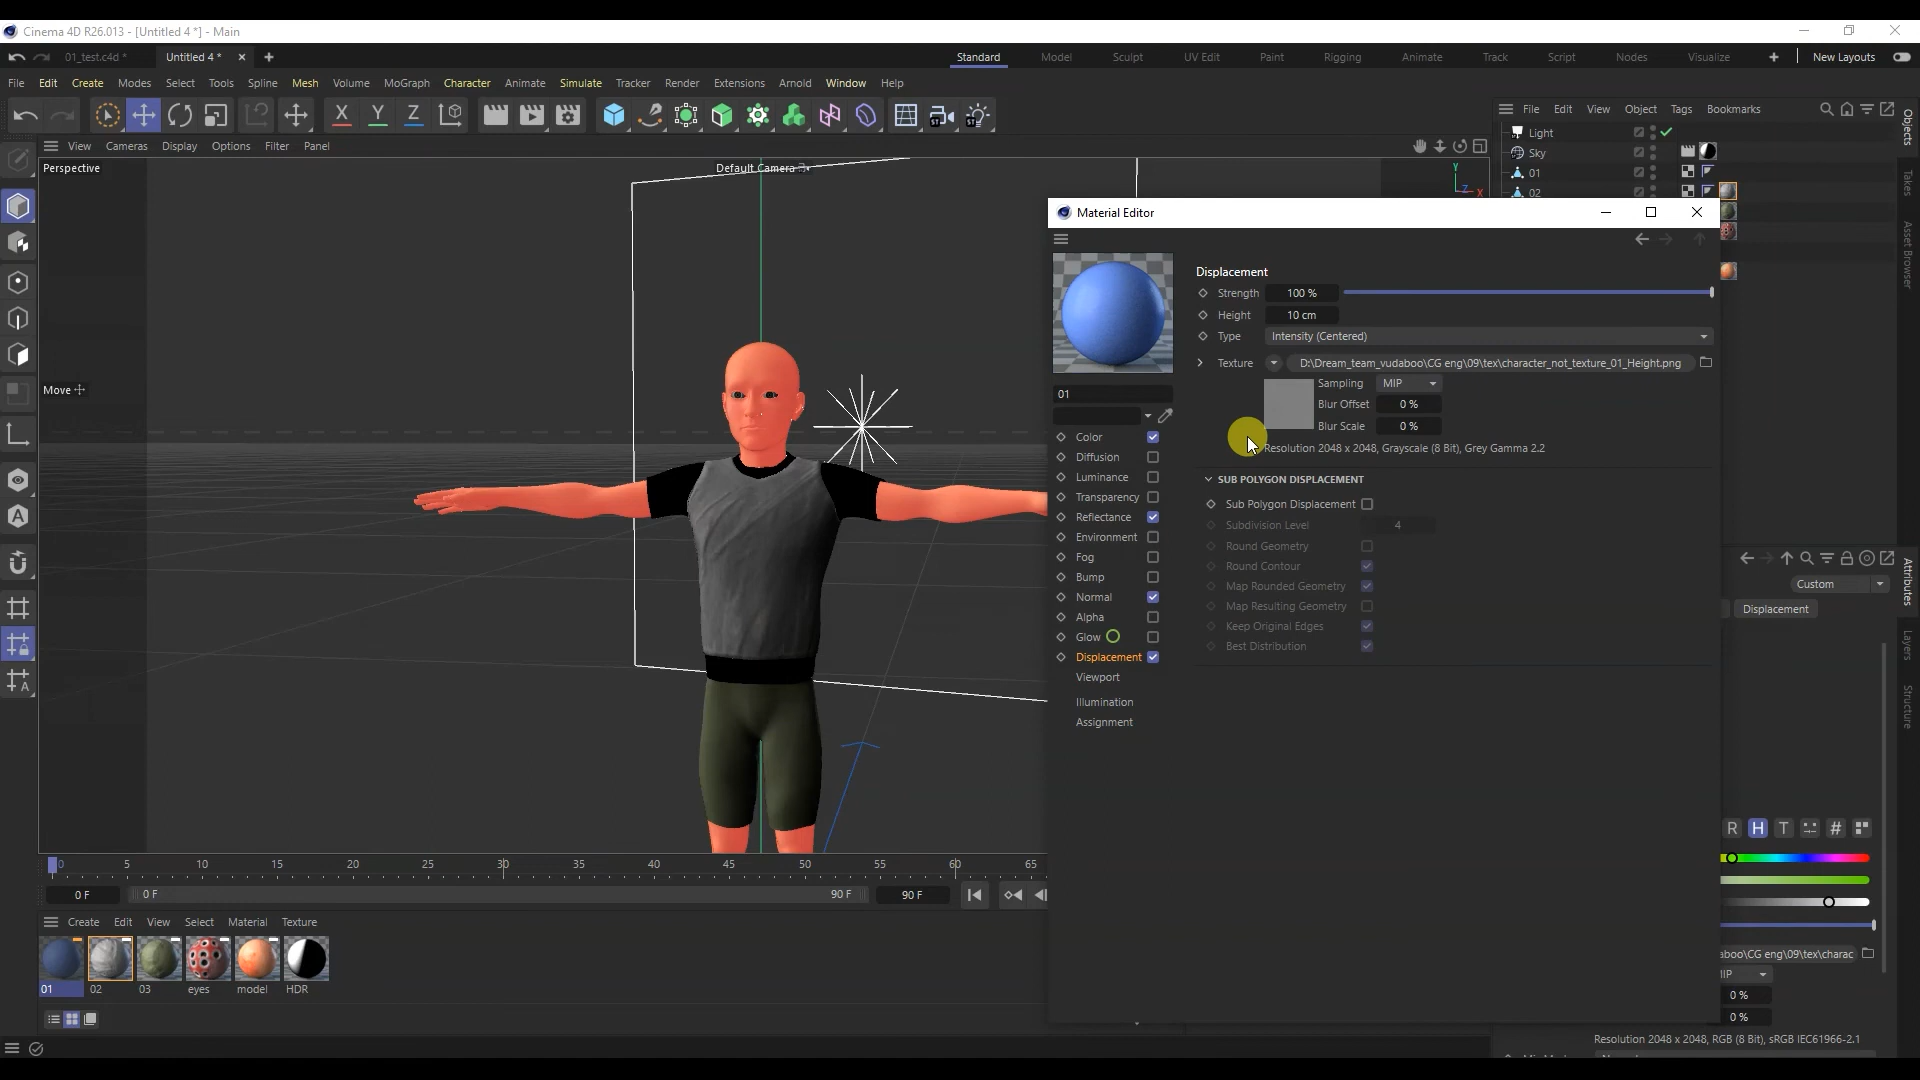 Cinema 4D R26.013 - [Untitled 4 *] - Main
01_test.c4d *
Untitled 4 *
Standard
Model
Sculpt
UV Edit
Paint
Rigging
Animate
Track
Script
Nodes
Visualize
New Layouts
File
Edit
Create
Modes
Select
Tools
Spline
Mesh
Volume
MoGraph
Character
Animate
Simulate
Tracker
Render
Extensions
Arnold
Window
Help
X
Y
Z
ST
ST
File
Edit
View
Object
Tags
Bookmarks
Objects
Takes
Asset Browser
View
Cameras
Display
Options
Filter
Panel
Light
Sky
01
02
Perspective
Default Camera
Y
Z
X
Move
Material Editor
Displacement
Strength
100 %
Height
10 cm
Type
Intensity (Centered)
Texture
D:\Dream_team_vudaboo\CG eng\09\tex\character_not_texture_01_Height.png
Sampling
MIP
Blur Offset
0 %
Blur Scale
0 %
Resolution 2048 x 2048, Grayscale (8 Bit), Grey Gamma 2.2
SUB POLYGON DISPLACEMENT
Sub Polygon Displacement
Subdivision Level
4
Round Geometry
Round Contour
Map Rounded Geometry
Map Resulting Geometry
Keep Original Edges
Best Distribution
01
Color
Diffusion
Luminance
Transparency
Reflectance
Environment
Fog
Bump
Normal
Alpha
Glow
Displacement
Viewport
Illumination
Assignment
Attributes
Layers
Structure
Custom
Displacement
R
H
T
#
0
5
10
15
20
25
30
35
40
45
50
55
60
65
0 F
0 F
90 F
90 F
Create
Edit
View
Select
Material
Texture
01
02
03
eyes
model
HDR
aboo\CG eng\09\tex\charac
MIP
0 %
0 %
Resolution 2048 x 2048, RGB (8 Bit), sRGB IEC61966-2.1